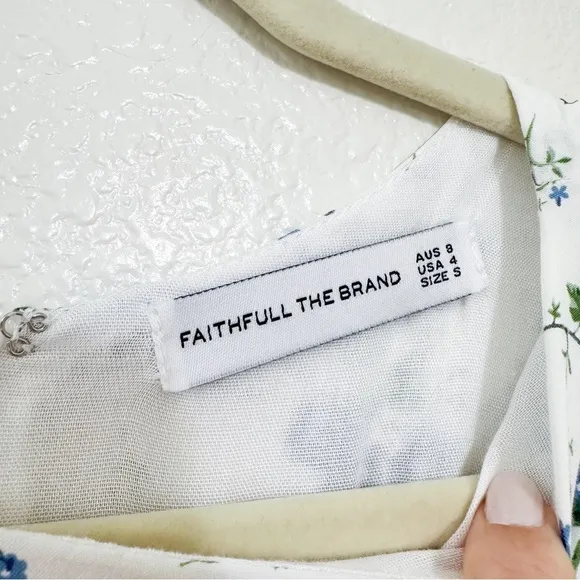 FAITHFULL THE BRAND
AUS 8
USA 4
SIZE S